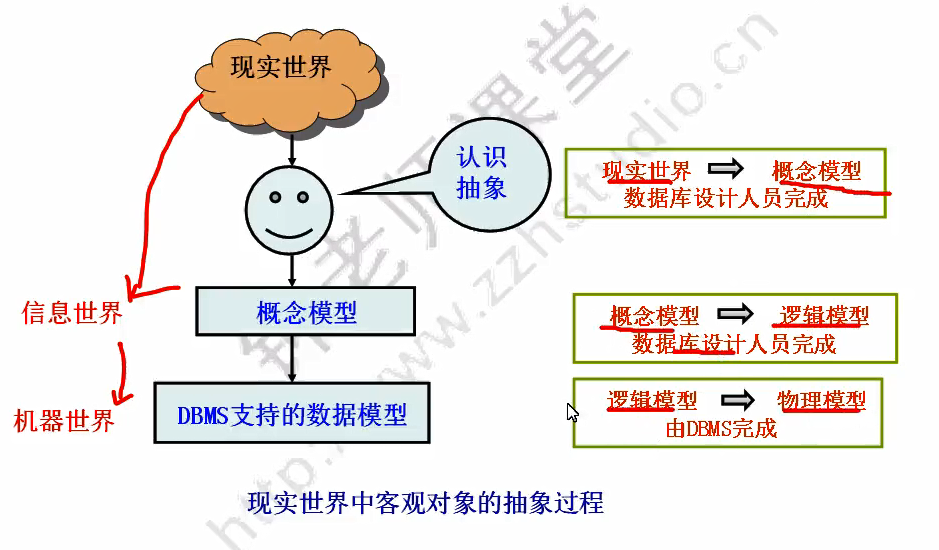 现实世界
认识
抽象
现实世界 概念模型
数据库设计人员完成
信息世界
概念模型
概念模型 逻辑模型
数据库设计人员完成
机器世界
DBMS支持的数据模型
逻辑模型 物理模型
由DBMS完成
现实世界中客观对象的抽象过程
老师课堂
www.zzhstudio.cn